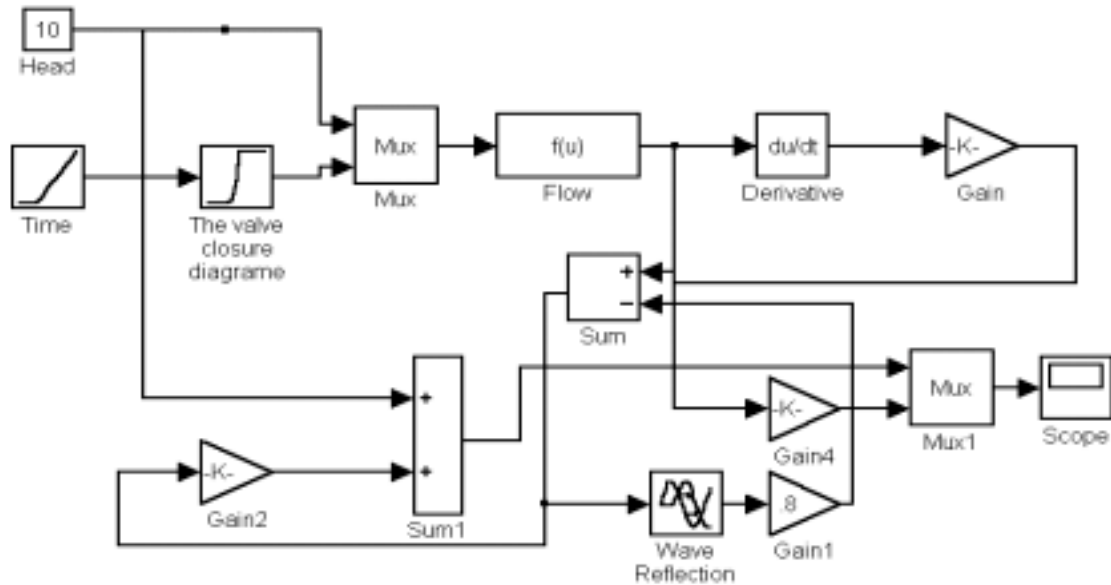 10
Head
Time
The valve
closure
diagrame
Mux
Mux
f(u)
Flow
du/dt
Derivative
-K-
Gain
+
−
Sum
+
+
Sum1
-K-
Gain2
-K-
Gain4
Mux
Mux1
Scope
Wave
Reflection
.8
Gain1